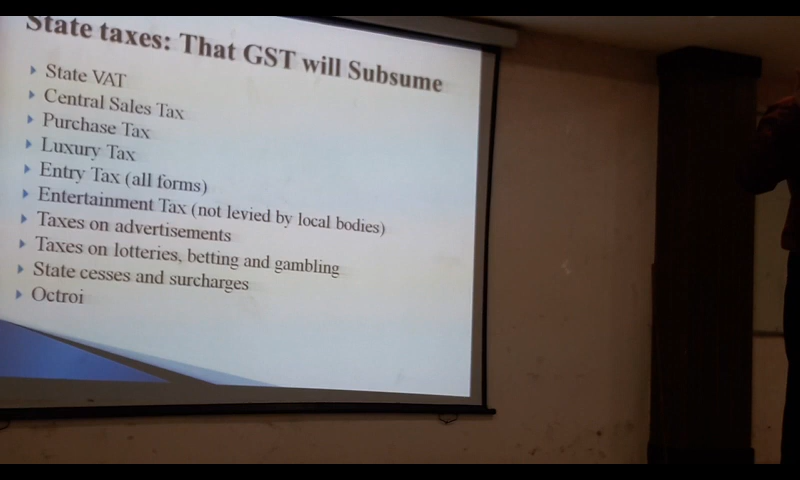 State taxes: That GST will Subsume
State VAT
Central Sales Tax
Purchase Tax
Luxury Tax
Entry Tax (all forms)
Entertainment Tax (not levied by local bodies)
Taxes on advertisements
Taxes on lotteries, betting and gambling
State cesses and surcharges
Octroi